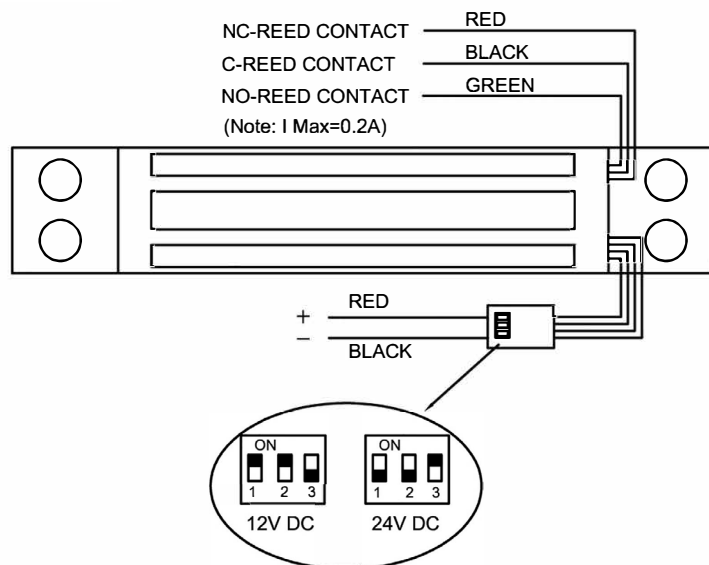 NC-REED CONTACT RED
C-REED CONTACT BLACK
NO-REED CONTACT GREEN
(Note: I Max=0.2A)
+ RED
− BLACK
ON ON
1 2 3 1 2 3
12V DC 24V DC